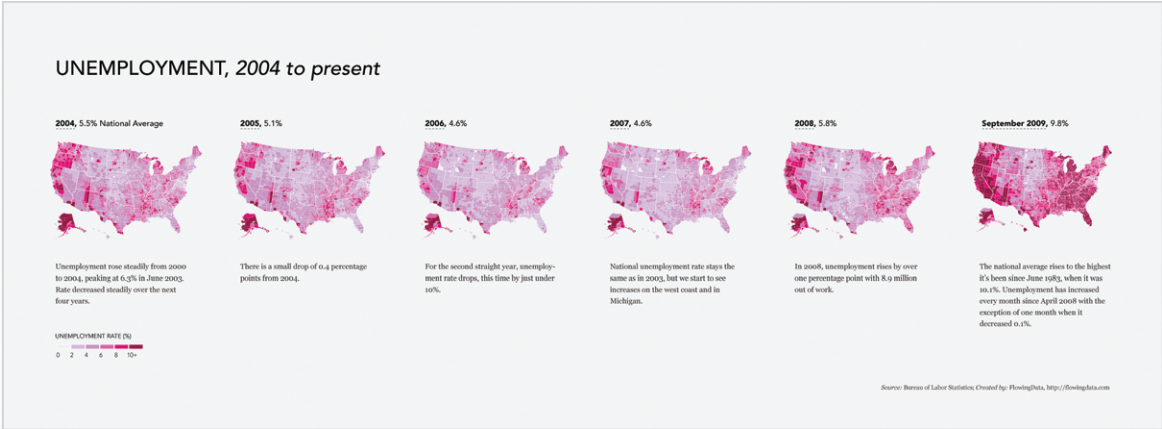 UNEMPLOYMENT, 2004 to present
2004, 5.5% National Average
Unemployment rose steadily from 2000
to 2004, peaking at 6.3% in June 2003.
Rate decreased steadily over the next
four years.
2005, 5.1%
There is a small drop of 0.4 percentage
points from 2004.
2006, 4.6%
For the second straight year, unemploy-
ment rate drops, this time by just under
10%.
2007, 4.6%
National unemployment rate stays the
same as in 2003, but we start to see
increases on the west coast and in
Michigan.
2008, 5.8%
In 2008, unemployment rises by over
one percentage point with 8.9 million
out of work.
September 2009, 9.8%
The national average rises to the highest
it's been since June 1983, when it was
10.1%. Unemployment has increased
every month since April 2008 with the
exception of one month when it
decreased 0.1%.
UNEMPLOYMENT RATE (%)
0 2 4 6 8 10+
Source: Bureau of Labor Statistics; Created by: FlowingData, http://flowingdata.com